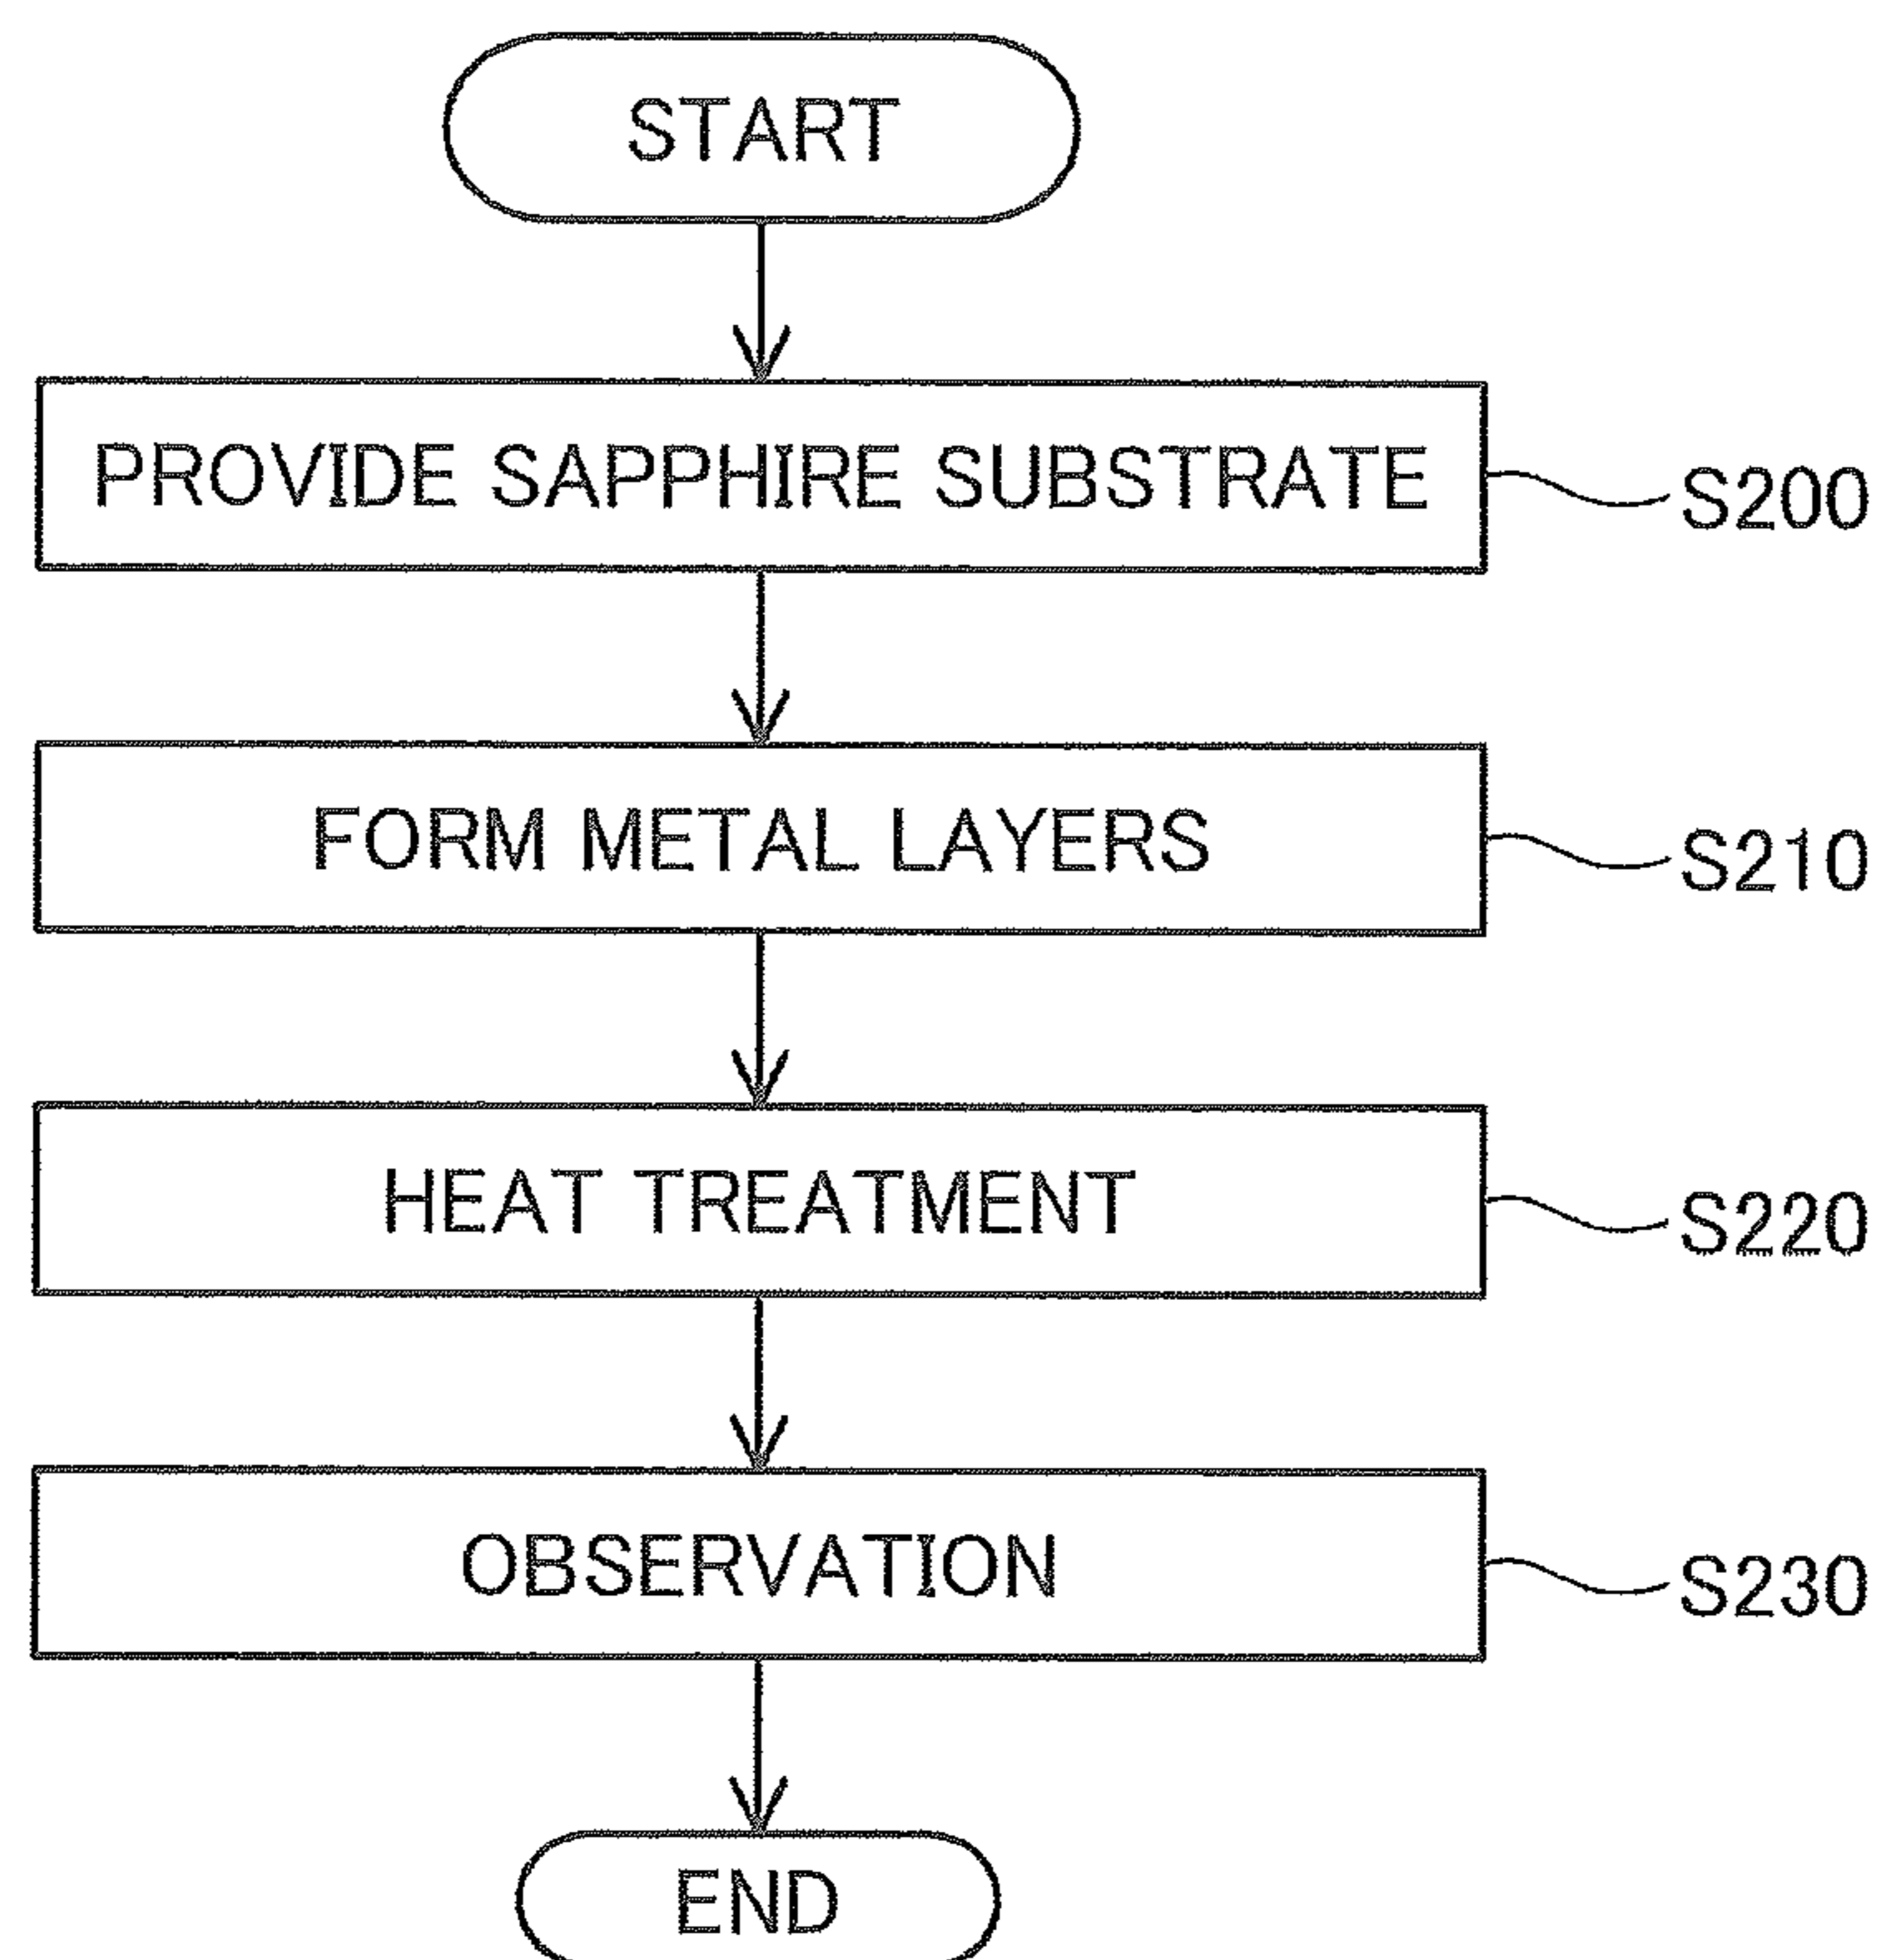 START
PROVIDE SAPPHIRE SUBSTRATE
S200
FORM METAL LAYERS
S210
HEAT TREATMENT
S220
OBSERVATION
S230
END